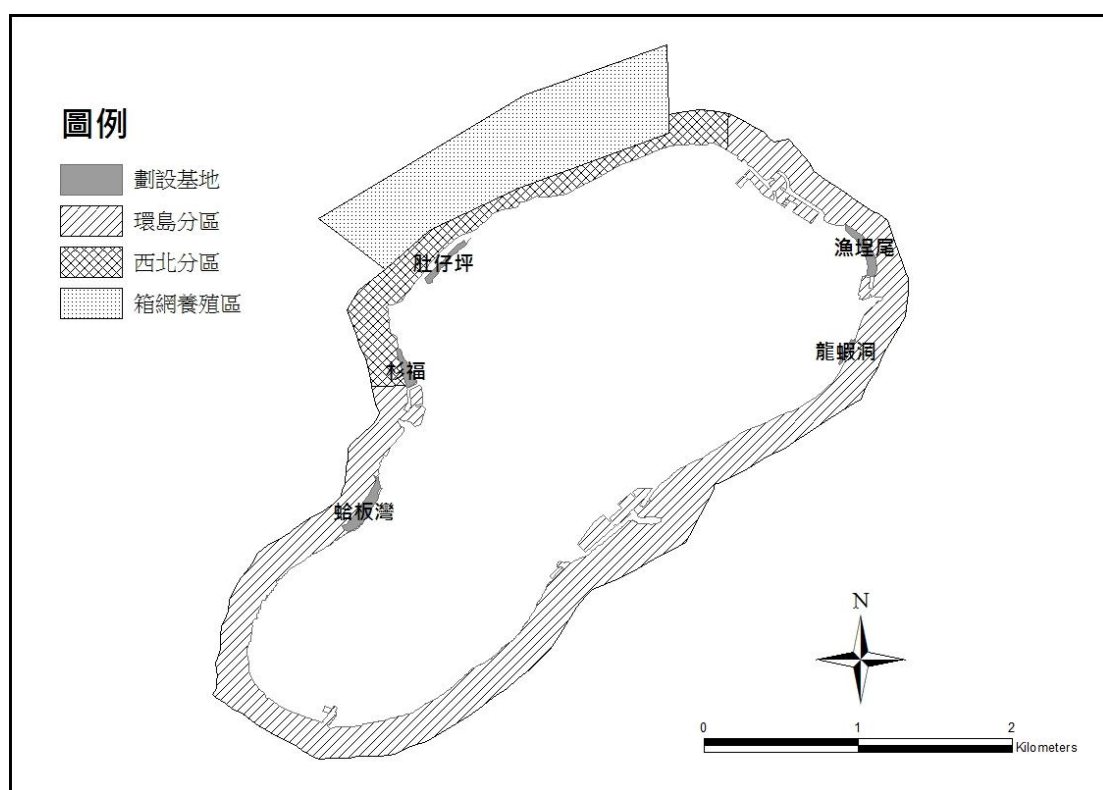 圖例
劃設基地
環島分區
西北分區
箱網養殖區
漁埕尾
肚仔坪
龍蝦洞
杉福
蛤板灣
N
0 1 2
Kilometers